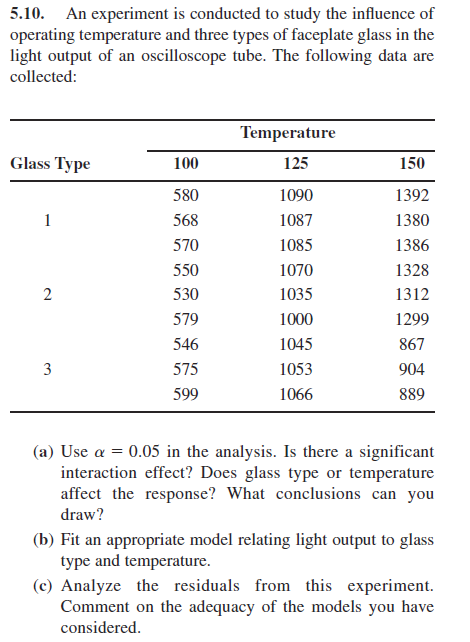 5.10. An experiment is conducted to study the influence of
operating temperature and three types of faceplate glass in the
light output of an oscilloscope tube. The following data are
collected:
Temperature
Glass Type 100 125 150
580 1090 1392
1 568 1087 1380
570 1085 1386
550 1070 1328
2 530 1035 1312
579 1000 1299
546 1045 867
3 575 1053 904
599 1066 889
(a) Use α = 0.05 in the analysis. Is there a significant
interaction effect? Does glass type or temperature
affect the response? What conclusions can you
draw?
(b) Fit an appropriate model relating light output to glass
type and temperature.
(c) Analyze the residuals from this experiment.
Comment on the adequacy of the models you have
considered.